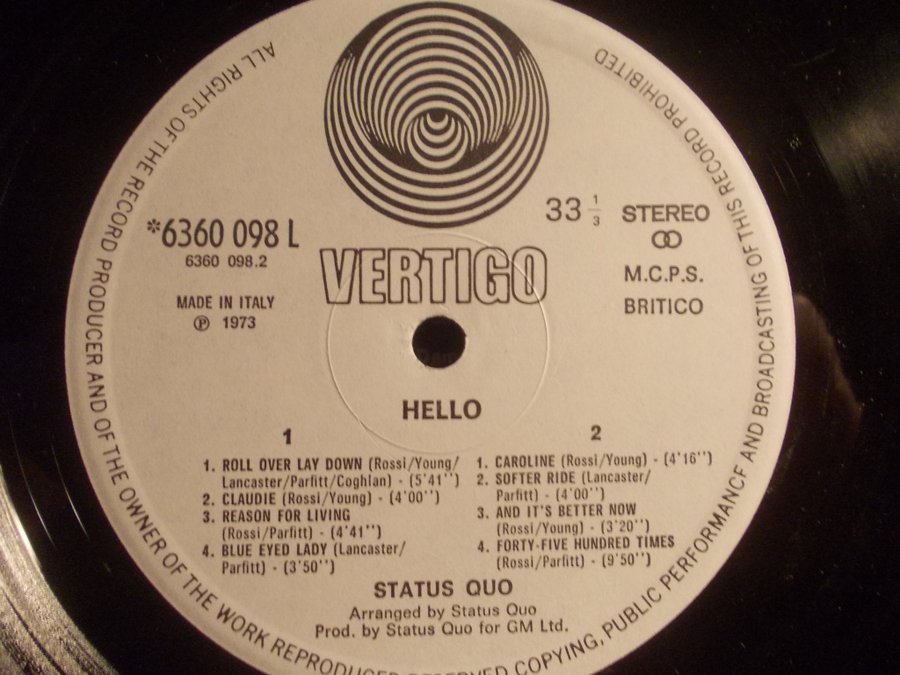 ALL RIGHTS OF THE RECORD PRODUCER AND OF THE OWNER OF THE WORK REPRODUCED RESERVED COPYING, PUBLIC PERFORMANCE AND BROADCASTING OF THIS RECORD PROHIBITED
*6360 098 L
6360 098.2
MADE IN ITALY
℗ 1973
VERTIGO
33 1/3
STEREO
M.C.P.S.
BRITICO
HELLO
1
1. ROLL OVER LAY DOWN (Rossi/Young/
Lancaster/Parfitt/Coghlan) - (5'41'')
2. CLAUDIE (Rossi/Young) - (4'00'')
3. REASON FOR LIVING
(Rossi/Parfitt) - (4'41'')
4. BLUE EYED LADY (Lancaster/
Parfitt) - (3'50'')
2
1. CAROLINE (Rossi/Young) - (4'16'')
2. SOFTER RIDE (Lancaster/
Parfitt) - (4'00'')
3. AND IT'S BETTER NOW
(Rossi/Young) - (3'20'')
4. FORTY-FIVE HUNDRED TIMES
(Rossi/Parfitt) - (9'50'')
STATUS QUO
Arranged by Status Quo
Prod. by Status Quo for GM Ltd.